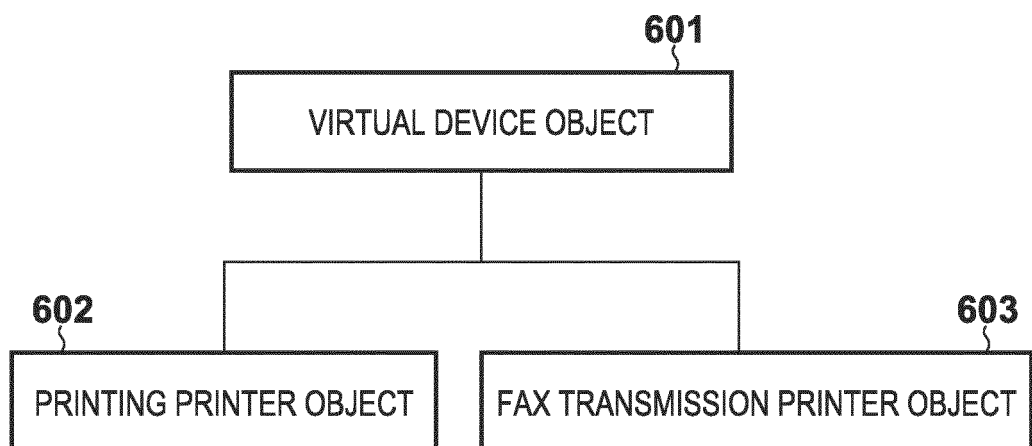 601
VIRTUAL DEVICE OBJECT
602
603
PRINTING PRINTER OBJECT
FAX TRANSMISSION PRINTER OBJECT